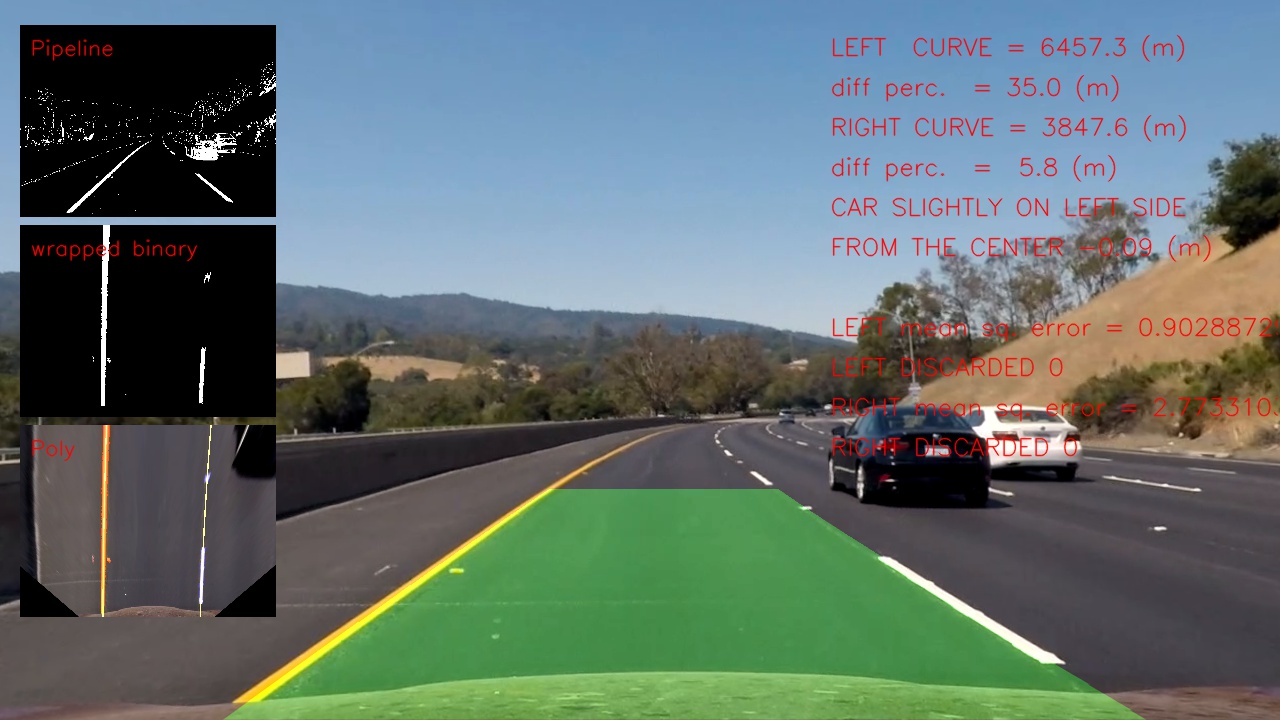 Pipeline
wrapped binary
Poly
LEFT CURVE = 6457.3 (m)
diff perc. = 35.0 (m)
RIGHT CURVE = 3847.6 (m)
diff perc. = 5.8 (m)
CAR SLIGHTLY ON LEFT SIDE
FROM THE CENTER -0.09 (m)
LEFT mean sq. error = 0.9028872
LEFT DISCARDED 0
RIGHT mean sq. error = 2.773310
RIGHT DISCARDED 0